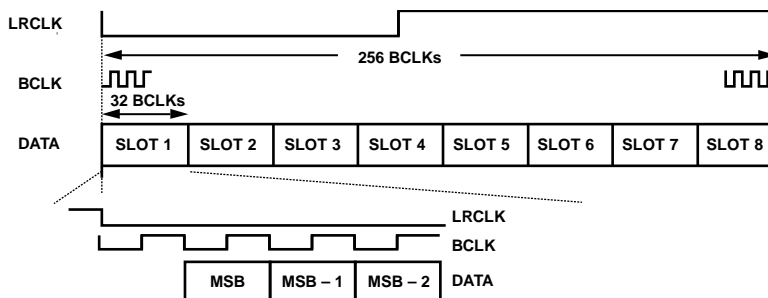 LRCLK
256 BCLKs
BCLK
32 BCLKs
DATA SLOT 1 SLOT 2 SLOT 3 SLOT 4 SLOT 5 SLOT 6 SLOT 7 SLOT 8
LRCLK
BCLK
MSB MSB – 1 MSB – 2 DATA